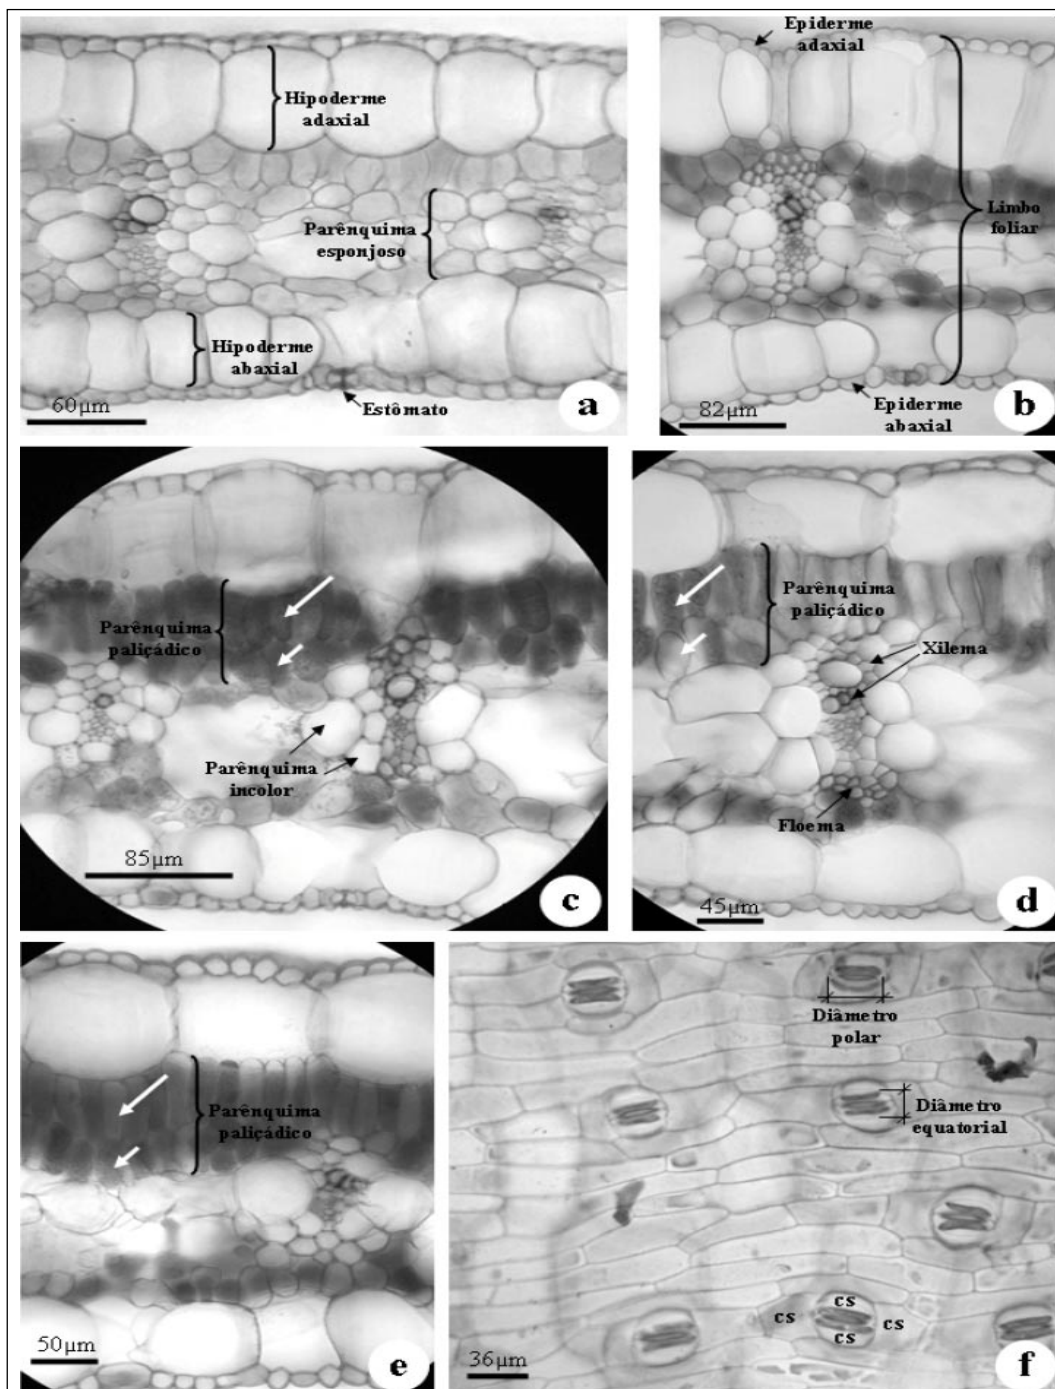 Hipoderme
adaxial
Parênquima
esponjoso
Hipoderme
abaxial
Estômato
60µm
a
Epiderme
adaxial
Limbo
foliar
Epiderme
abaxial
82µm
b
Parênquima
paliçádico
Parênquima
incolor
85µm
c
Parênquima
paliçádico
Xilema
Floema
45µm
d
Parênquima
paliçádico
50µm
e
Diâmetro
polar
Diâmetro
equatorial
cs
cs
cs
cs
36µm
f